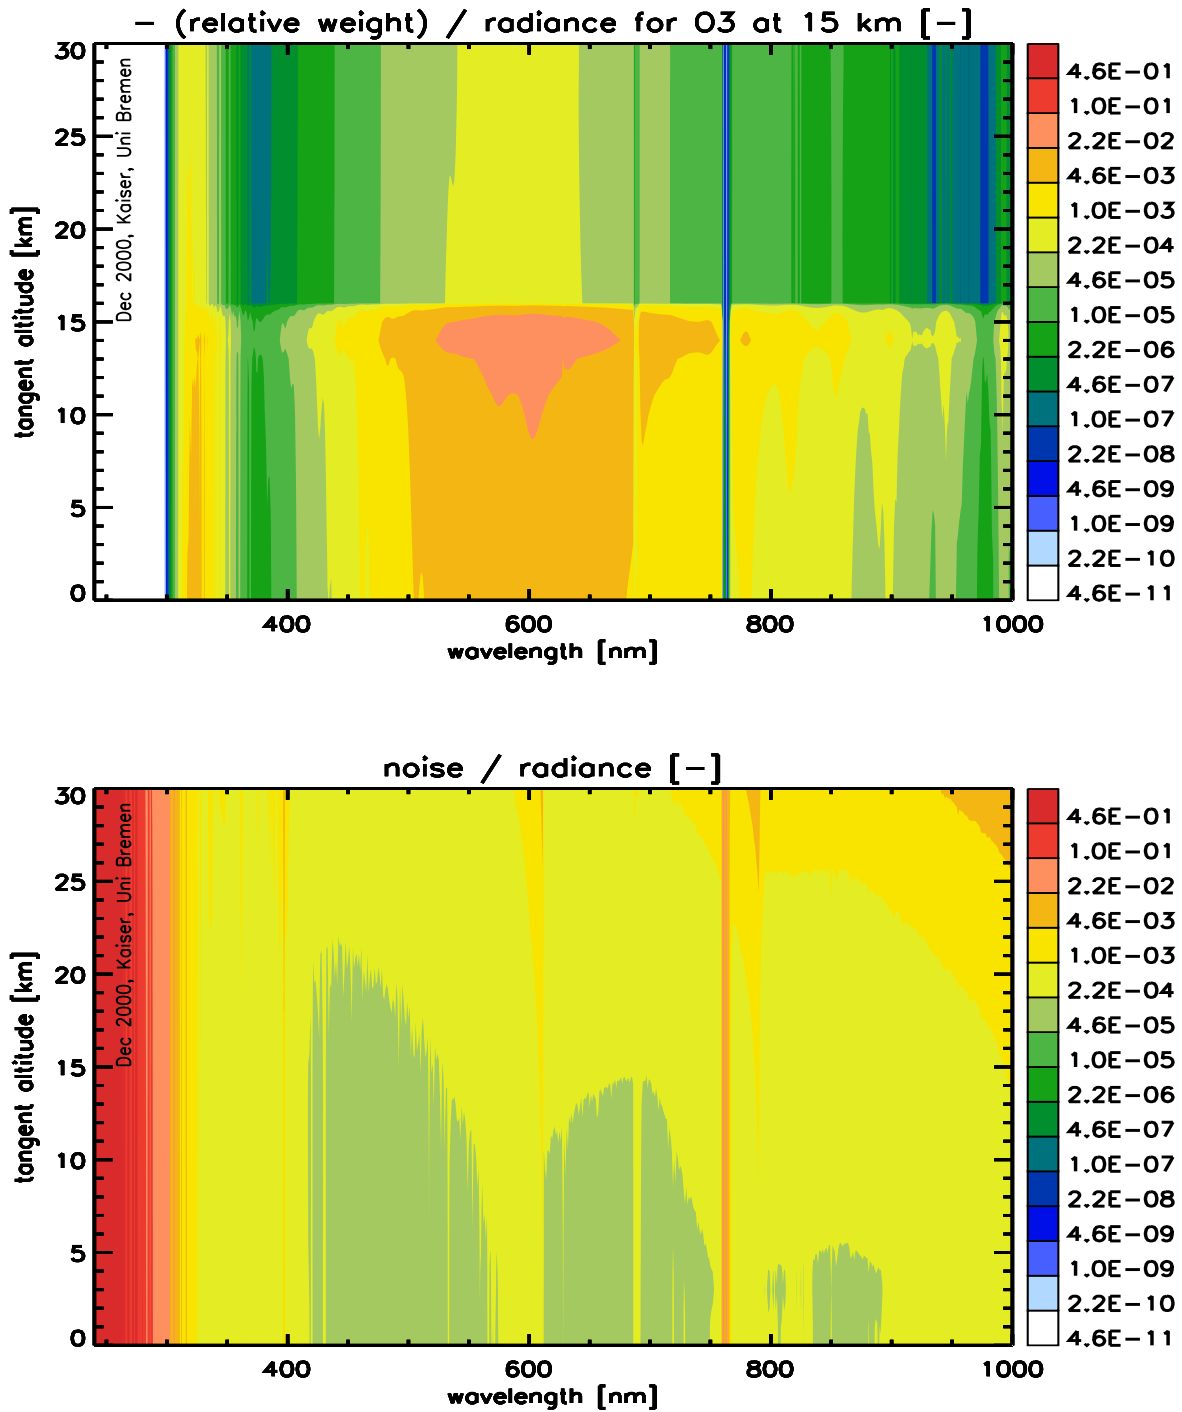 − (relative weight) / radiance for O3 at 15 km [−]
30
25
20
15
10
5
0
tangent altitude [km]
Dec 2000, Kaiser, Uni Bremen
400 600 800 1000
wavelength [nm]
4.6E−01
1.0E−01
2.2E−02
4.6E−03
1.0E−03
2.2E−04
4.6E−05
1.0E−05
2.2E−06
4.6E−07
1.0E−07
2.2E−08
4.6E−09
1.0E−09
2.2E−10
4.6E−11
noise / radiance [−]
30
25
20
15
10
5
0
tangent altitude [km]
Dec 2000, Kaiser, Uni Bremen
400 600 800 1000
wavelength [nm]
4.6E−01
1.0E−01
2.2E−02
4.6E−03
1.0E−03
2.2E−04
4.6E−05
1.0E−05
2.2E−06
4.6E−07
1.0E−07
2.2E−08
4.6E−09
1.0E−09
2.2E−10
4.6E−11